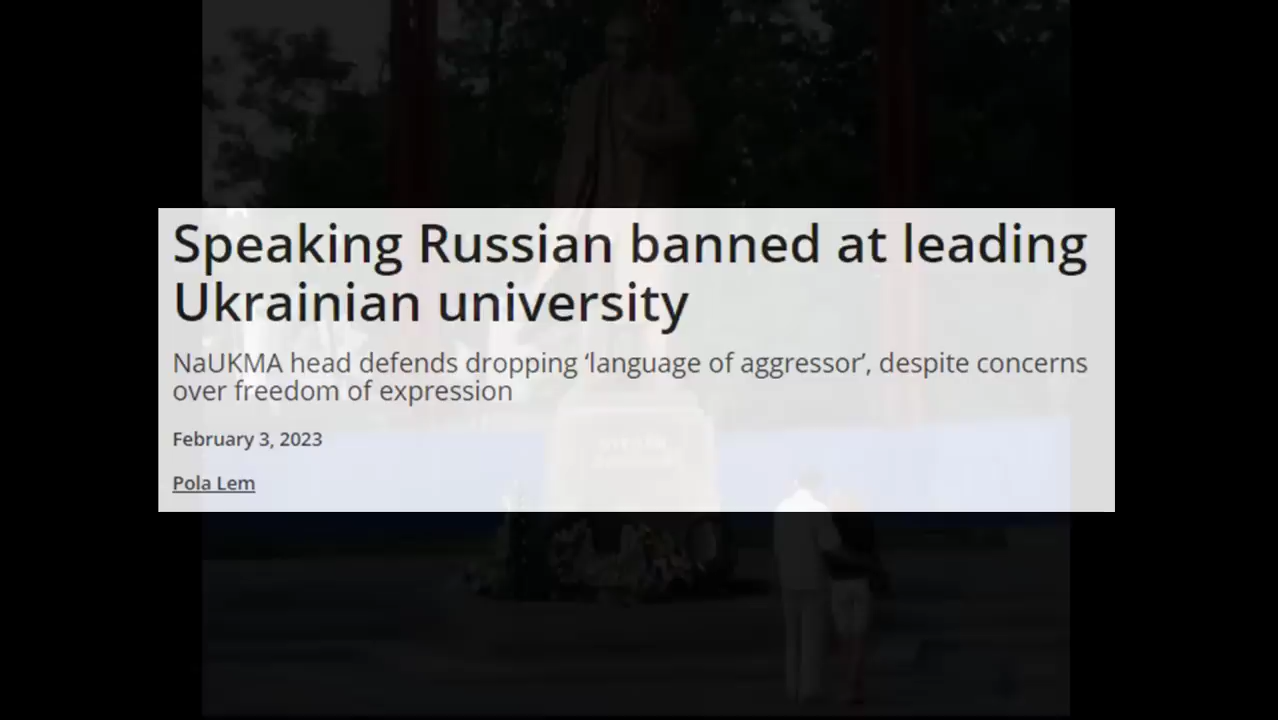 Speaking Russian banned at leading
Ukrainian university
NaUKMA head defends dropping ‘language of aggressor’, despite concerns
over freedom of expression
February 3, 2023
Pola Lem